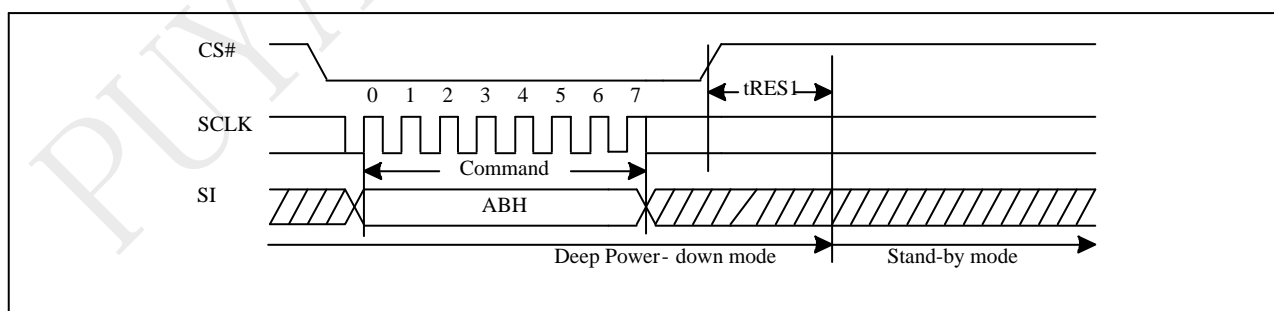 PUYA
CS#
tRES1
0 1 2 3 4 5 6 7
SCLK
Command
SI
ABH
Deep Power- down mode
Stand-by mode